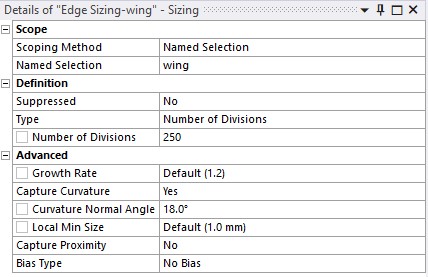 Details of "Edge Sizing-wing" - Sizing
Scope
Scoping Method Named Selection
Named Selection wing
Definition
Suppressed No
Type Number of Divisions
Number of Divisions 250
Advanced
Growth Rate Default (1.2)
Capture Curvature Yes
Curvature Normal Angle 18.0°
Local Min Size Default (1.0 mm)
Capture Proximity No
Bias Type No Bias